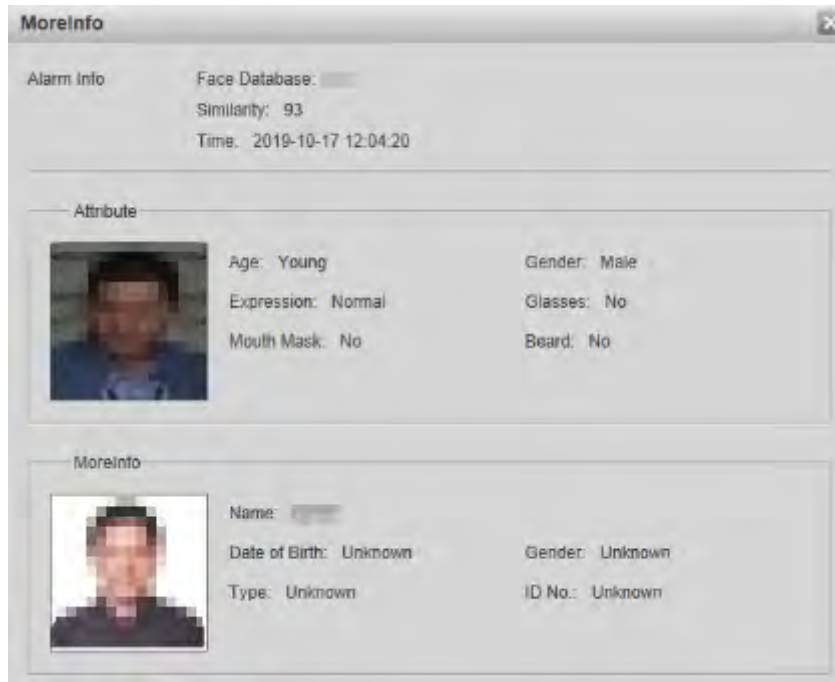 MoreInfo
Alarm Info
Face Database:
Similarity: 93
Time: 2019-10-17 12:04:20
Attribute
Age: Young Gender: Male
Expression: Normal Glasses: No
Mouth Mask: No Beard: No
MoreInfo
Name:
Date of Birth: Unknown Gender: Unknown
Type: Unknown ID No.: Unknown